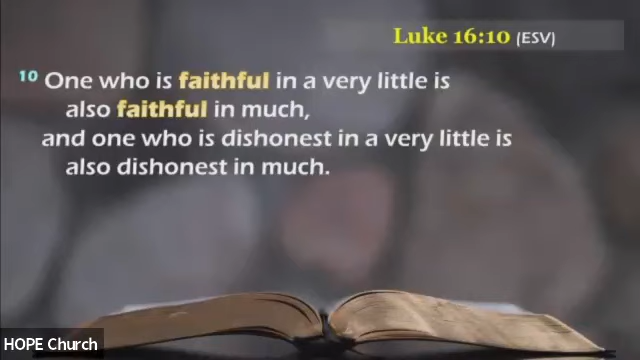 Luke 16:10 (ESV)
10 One who is faithful in a very little is
also faithful in much,
and one who is dishonest in a very little is
also dishonest in much.
HOPE Church